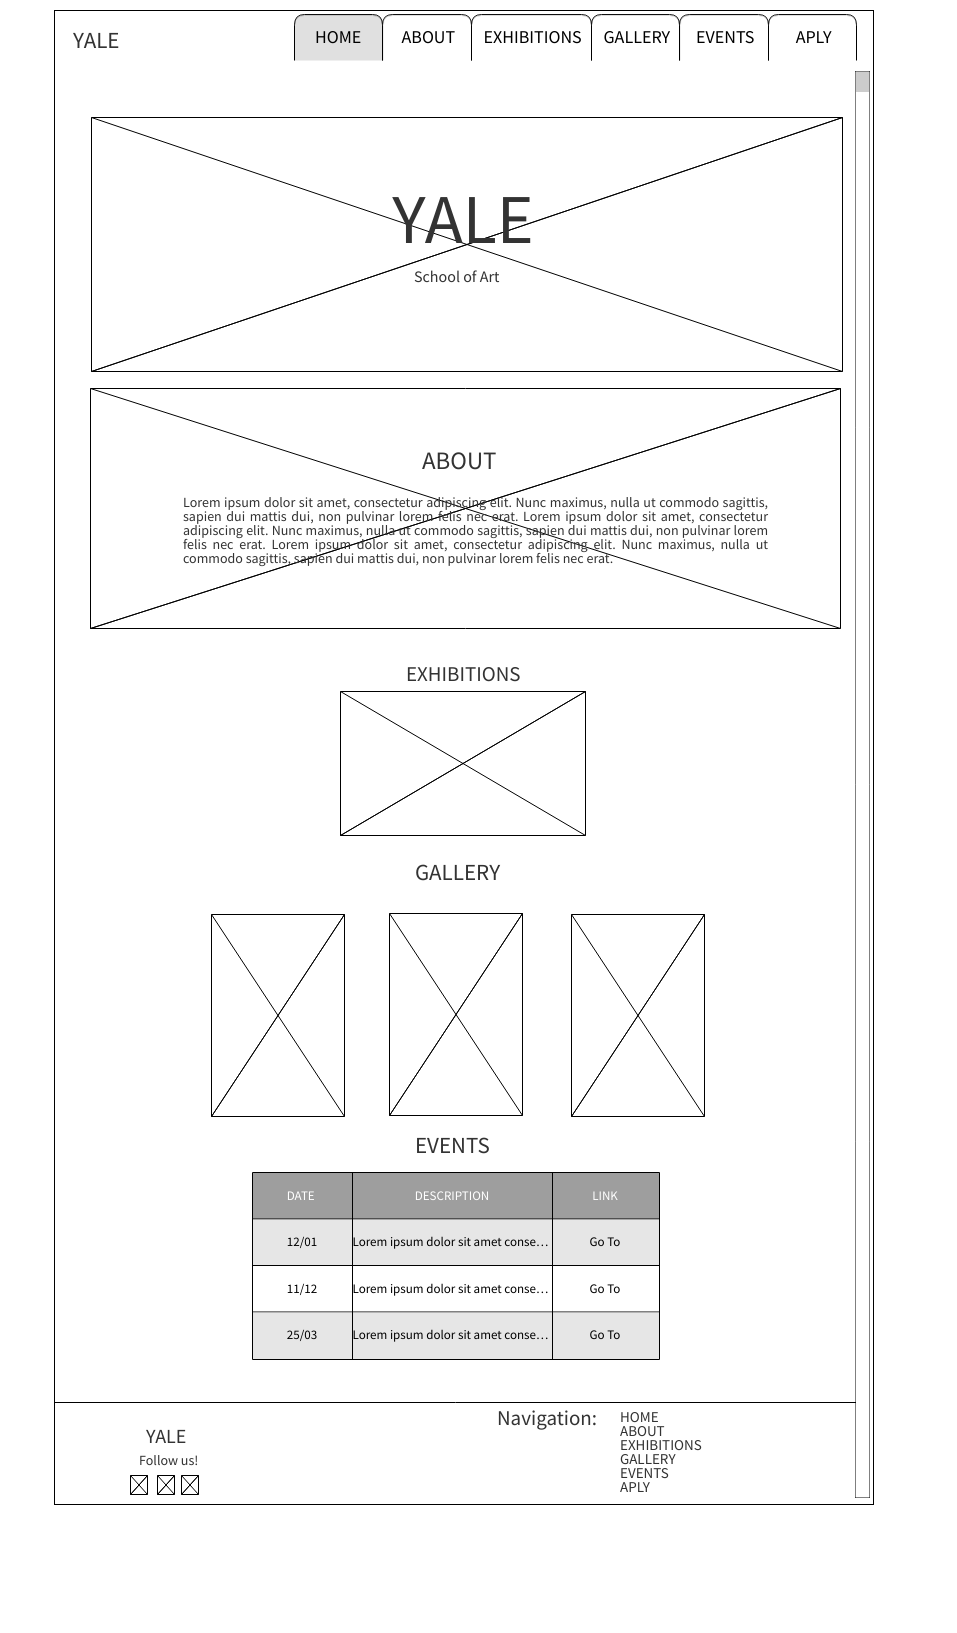 YALE
HOME
ABOUT
EXHIBITIONS
GALLERY
EVENTS
APLY
YALE
School of Art
ABOUT
Lorem ipsum dolor sit amet, consectetur adipiscing elit. Nunc maximus, nulla ut commodo sagittis,
sapien dui mattis dui, non pulvinar lorem felis nec erat. Lorem ipsum dolor sit amet, consectetur
adipiscing elit. Nunc maximus, nulla ut commodo sagittis, sapien dui mattis dui, non pulvinar lorem
felis nec erat. Lorem ipsum dolor sit amet, consectetur adipiscing elit. Nunc maximus, nulla ut
commodo sagittis, sapien dui mattis dui, non pulvinar lorem felis nec erat.
EXHIBITIONS
GALLERY
EVENTS
DATE DESCRIPTION LINK
12/01 Lorem ipsum dolor sit amet conse... Go To
11/12 Lorem ipsum dolor sit amet conse... Go To
25/03 Lorem ipsum dolor sit amet conse... Go To
YALE
Follow us!
Navigation:
HOME
ABOUT
EXHIBITIONS
GALLERY
EVENTS
APLY